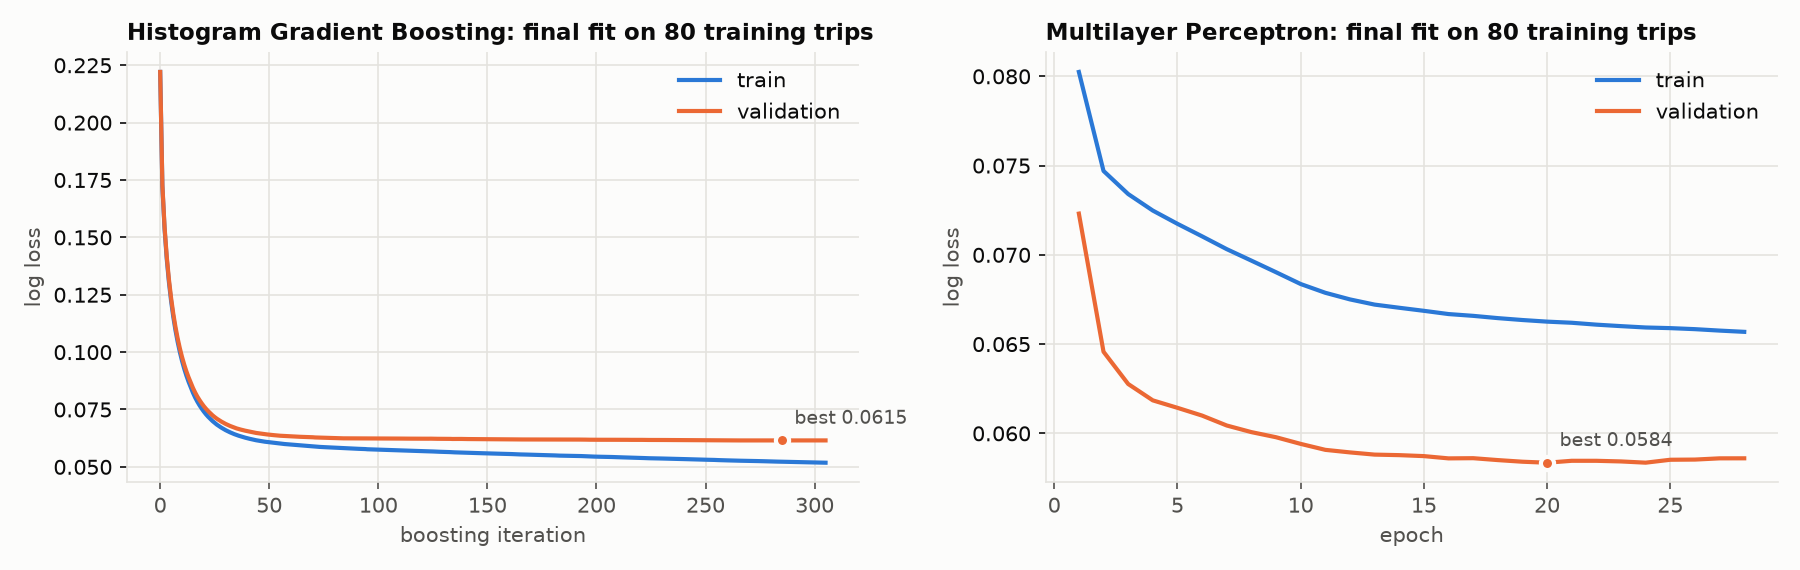 Histogram Gradient Boosting: final fit on 80 training trips
log loss
0.225
0.200
0.175
0.150
0.125
0.100
0.075
0.050
train
validation
best 0.0615
0 50 100 150 200 250 300
boosting iteration
Multilayer Perceptron: final fit on 80 training trips
log loss
0.080
0.075
0.070
0.065
0.060
train
validation
best 0.0584
0 5 10 15 20 25
epoch